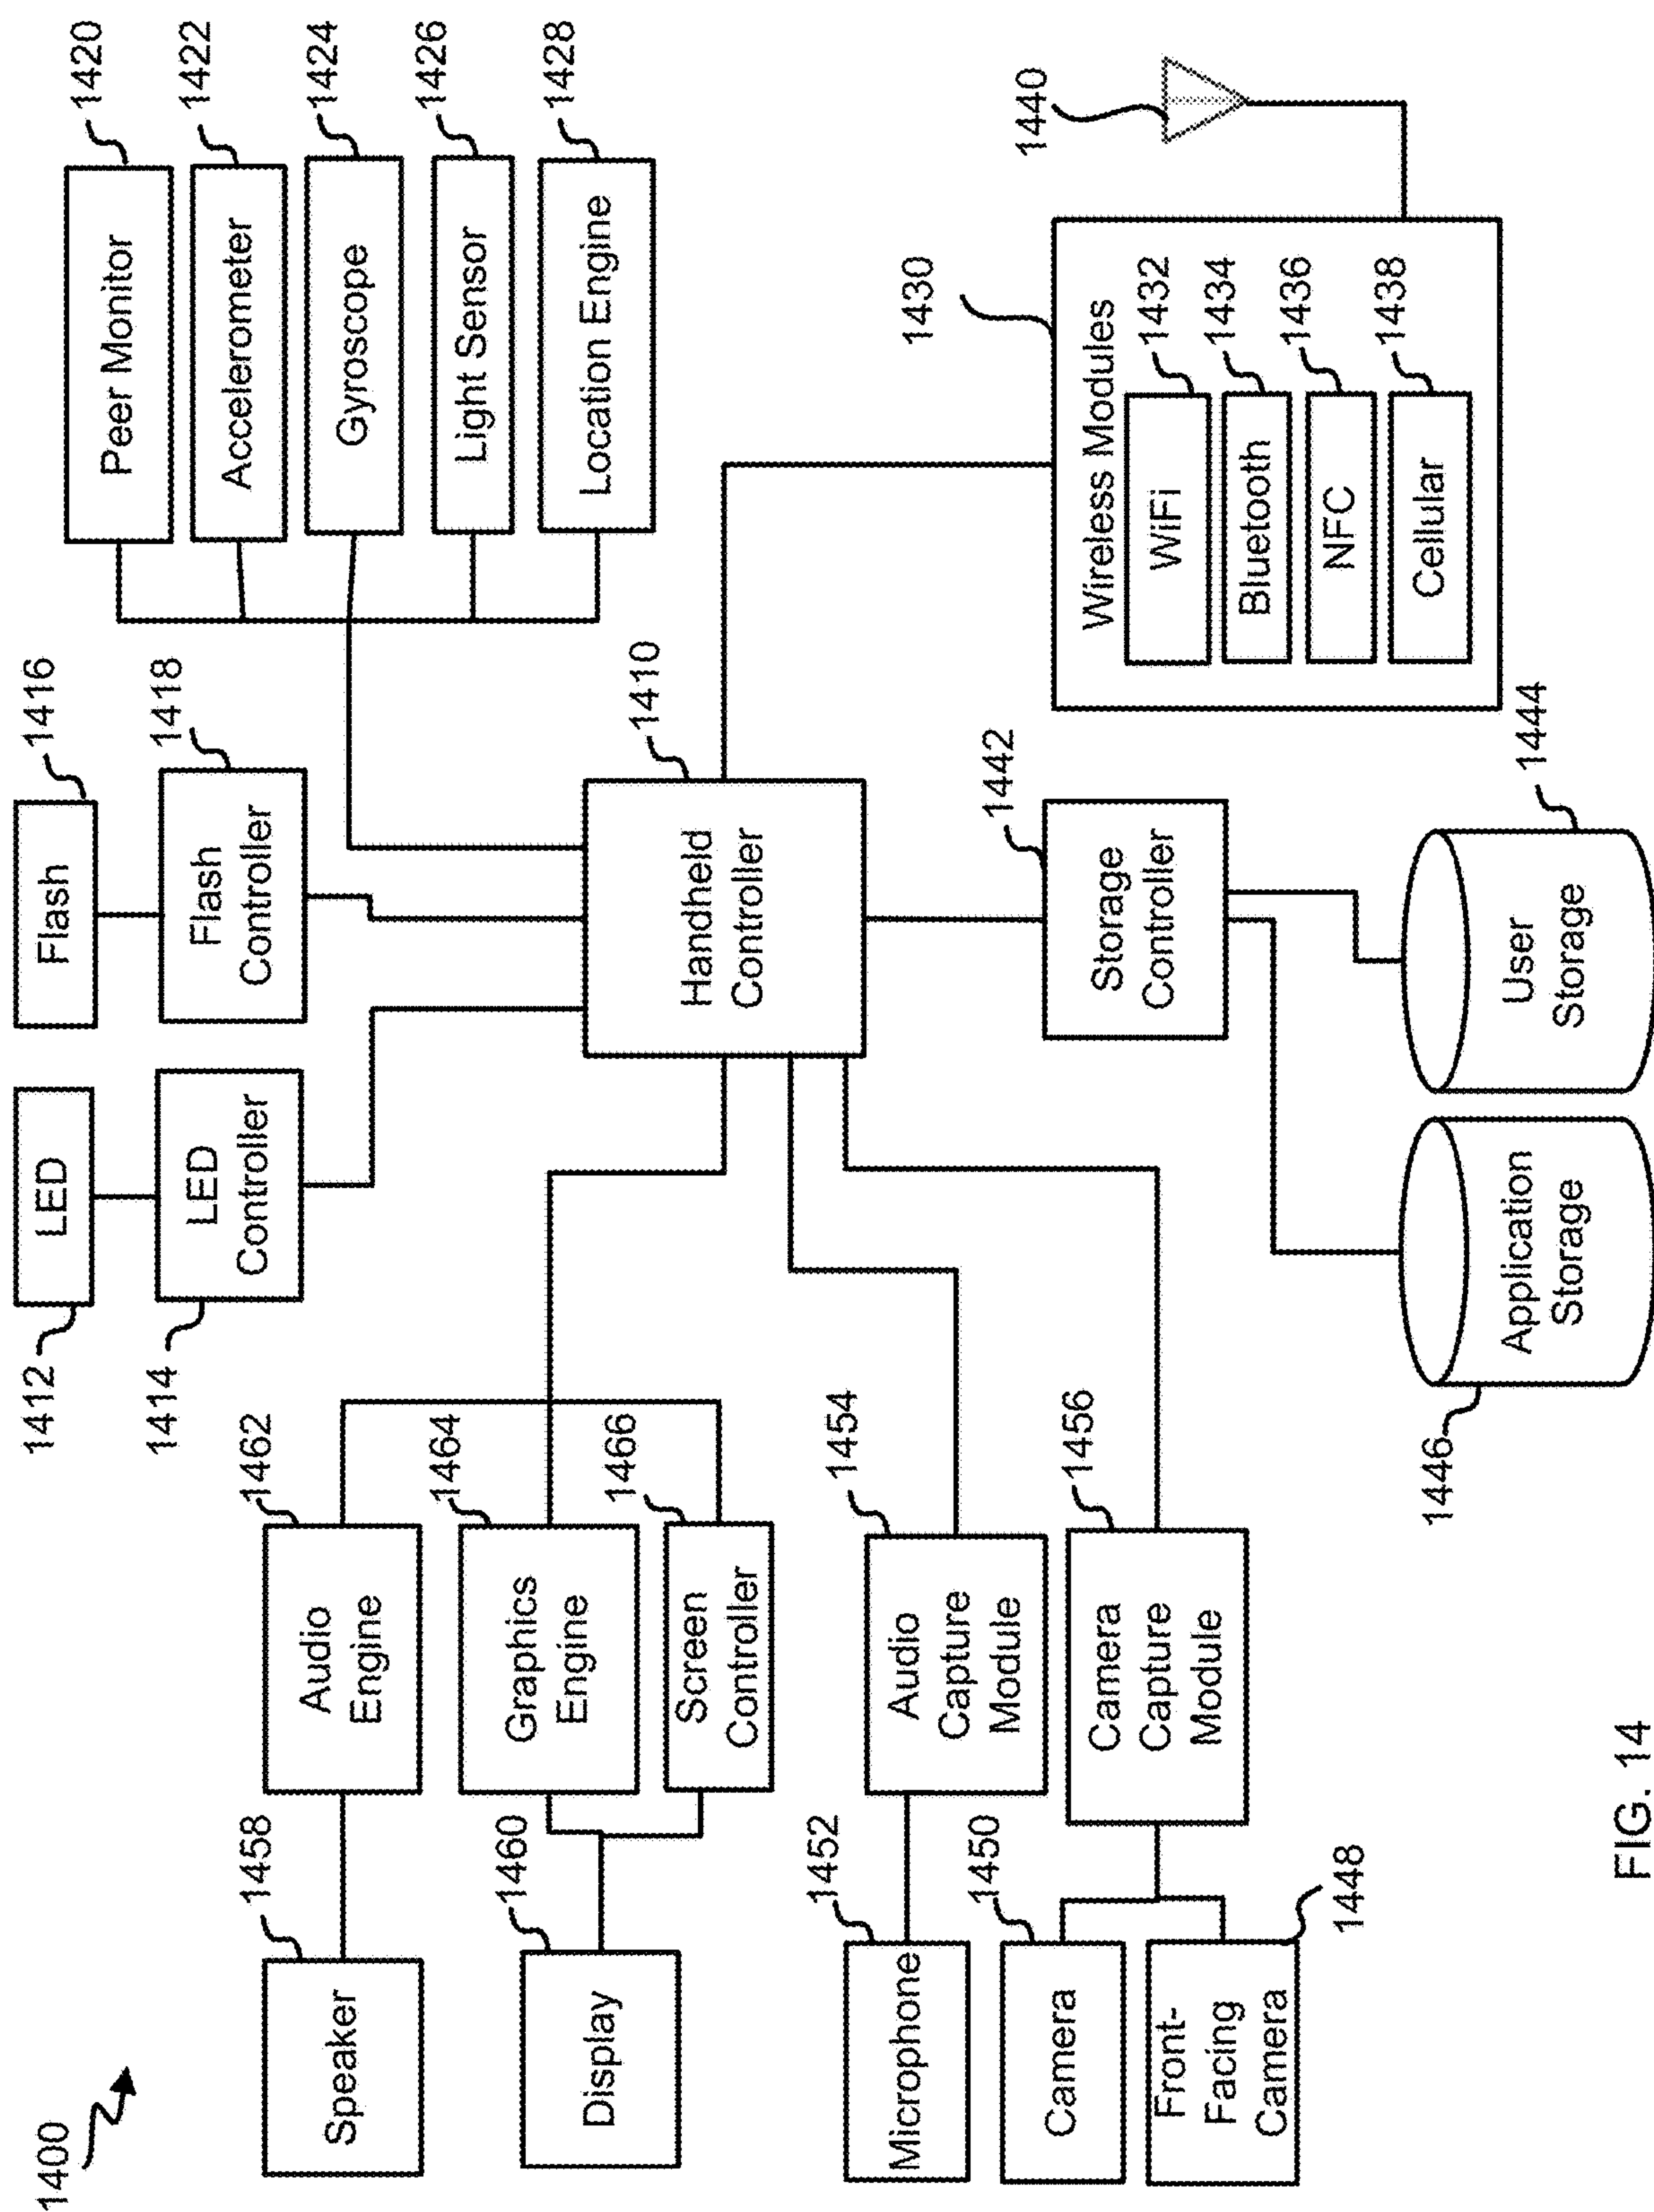 1400
1412
LED
1414
LED
Controller
1416
Flash
1418
Flash
Controller
1420
Peer Monitor
1422
Accelerometer
1424
Gyroscope
1426
Light Sensor
1428
Location Engine
1458
Speaker
1462
Audio
Engine
1460
Display
1464
Graphics
Engine
1466
Screen
Controller
1410
Handheld
Controller
1452
Microphone
1454
Audio
Capture
Module
1450
Camera
1448
Front-
Facing
Camera
1456
Camera
Capture
Module
1442
Storage
Controller
1446
Application
Storage
1444
User
Storage
1430
Wireless Modules
1432
WiFi
1434
Bluetooth
1436
NFC
1438
Cellular
1440
FIG. 14